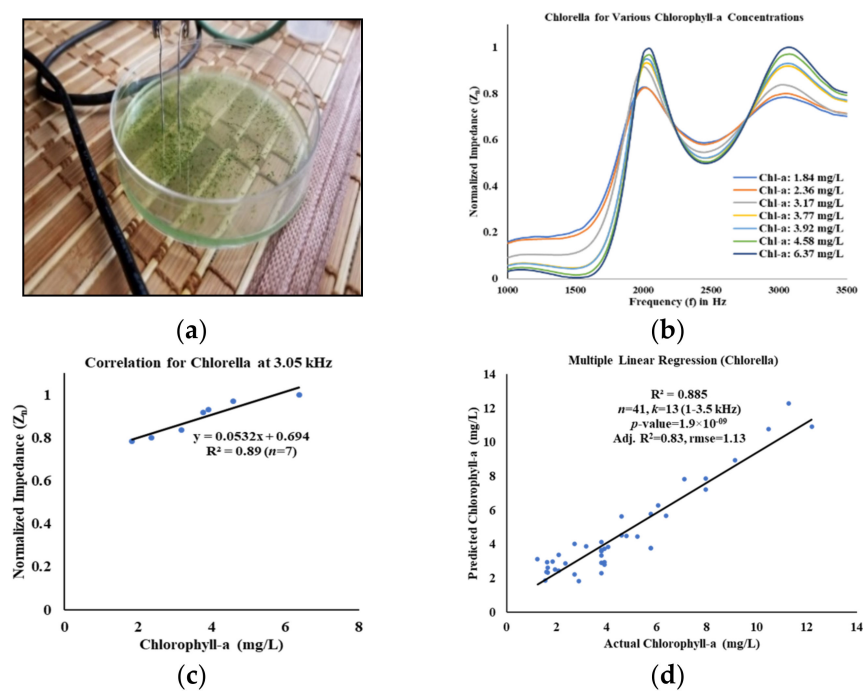 Chlorella for Various Chlorophyll-a Concentrations
Normalized Impedance (Zn)
1
0.8
0.6
0.4
0.2
0
Chl-a: 1.84 mg/L
Chl-a: 2.36 mg/L
Chl-a: 3.17 mg/L
Chl-a: 3.77 mg/L
Chl-a: 3.92 mg/L
Chl-a: 4.58 mg/L
Chl-a: 6.37 mg/L
1000 1500 2000 2500 3000 3500
Frequency (f) in Hz
(a)
(b)
Correlation for Chlorella at 3.05 kHz
Normalized Impedance (Zn)
1
0.8
0.6
0.4
0.2
0
y = 0.0532x + 0.694
R² = 0.89 (n=7)
0 2 4 6 8
Chlorophyll-a (mg/L)
(c)
Multiple Linear Regression (Chlorella)
Predicted Chlorophyll-a (mg/L)
14
12
10
8
6
4
2
0
R² = 0.885
n=41, k=13 (1-3.5 kHz)
p-value=1.9×10⁻⁰⁹
Adj. R²=0.83, rmse=1.13
0 2 4 6 8 10 12 14
Actual Chlorophyll-a (mg/L)
(d)